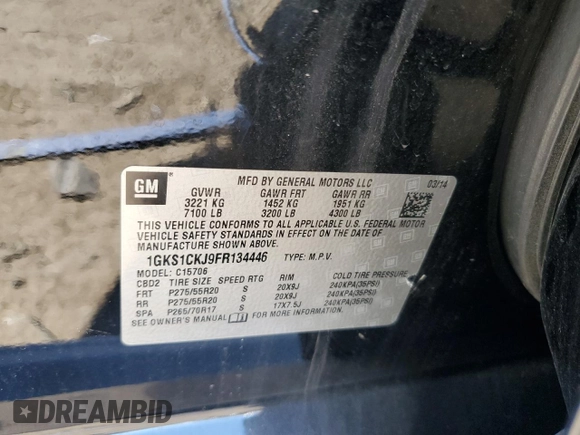 GM
MFD BY GENERAL MOTORS LLC 03/14
GVWR GAWR FRT GAWR RR
3221 KG 1452 KG 1951 KG
7100 LB 3200 LB 4300 LB
THIS VEHICLE CONFORMS TO ALL APPLICABLE U.S. FEDERAL MOTOR
VEHICLE SAFETY STANDARDS IN EFFECT ON THE DATE OF
MANUFACTURE SHOWN ABOVE.
1GKS1CKJ9FR134446 TYPE: M.P.V.
MODEL: C15706
CBD2 TIRE SIZE SPEED RTG RIM COLD TIRE PRESSURE
FRT P275/55R20 S 20X9J 240KPA(35PSI)
RR P275/55R20 S 20X9J 240KPA(35PSI)
SPA P265/70R17 S 17X7.5J 240KPA(35PSI)
SEE OWNER'S MANUAL FOR MORE INFORMATION.
DREAMBID